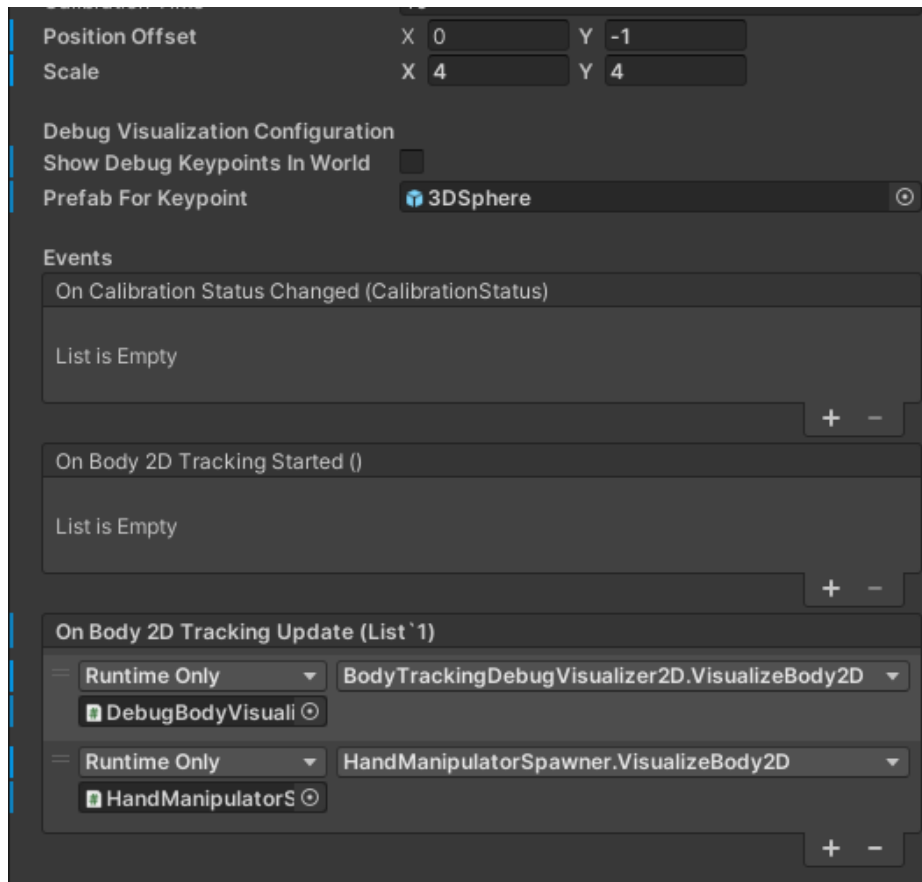 Position Offset X 0 Y -1
Scale X 4 Y 4
Debug Visualization Configuration
Show Debug Keypoints In World
Prefab For Keypoint 3DSphere
Events
On Calibration Status Changed (CalibrationStatus)
List is Empty
+ -
On Body 2D Tracking Started ()
List is Empty
+ -
On Body 2D Tracking Update (List`1)
Runtime Only BodyTrackingDebugVisualizer2D.VisualizeBody2D
DebugBodyVisuali
Runtime Only HandManipulatorSpawner.VisualizeBody2D
HandManipulatorS
+ -